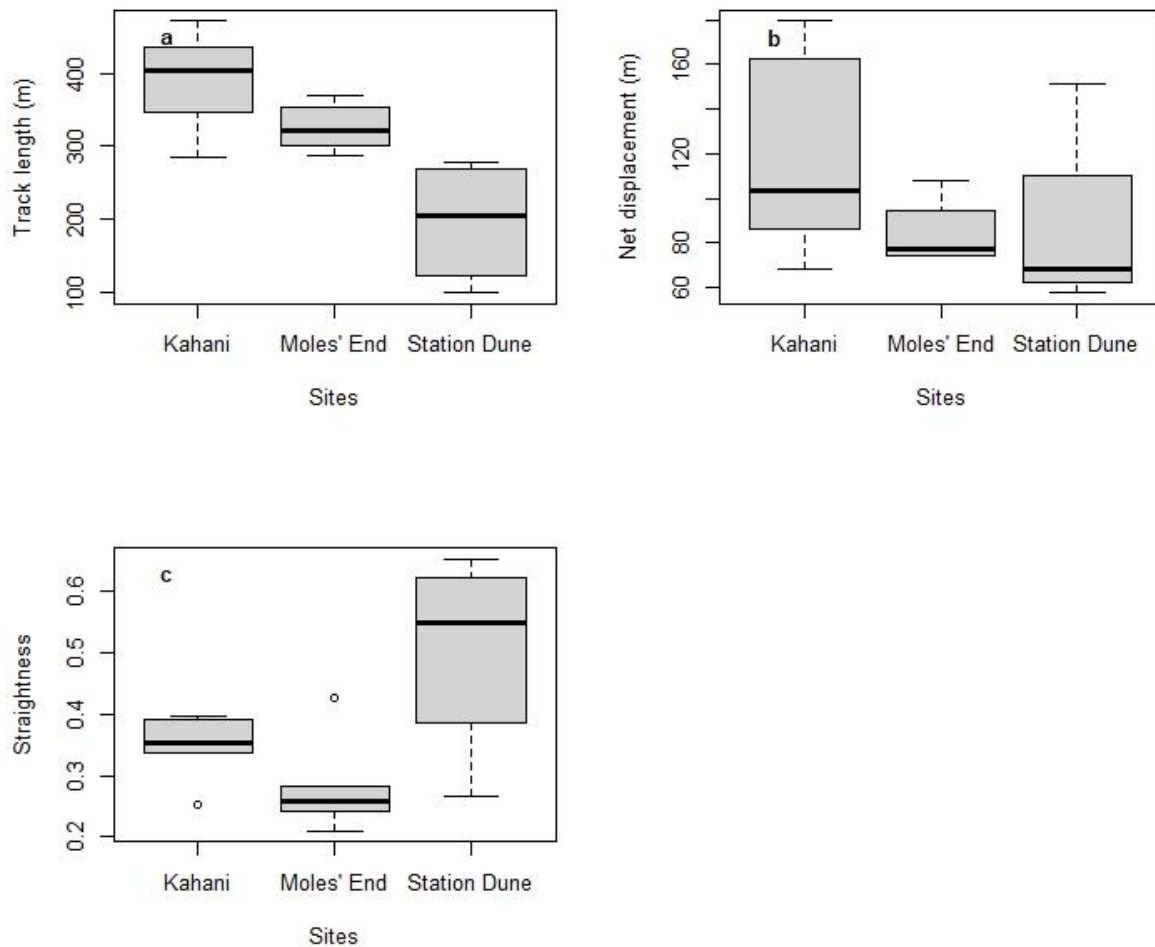 a
Track length (m)
400
300
200
100
Kahani Moles' End Station Dune
Sites
b
Net displacement (m)
160
120
80
60
Kahani Moles' End Station Dune
Sites
c
Straightness
0.6
0.5
0.4
0.3
0.2
Kahani Moles' End Station Dune
Sites